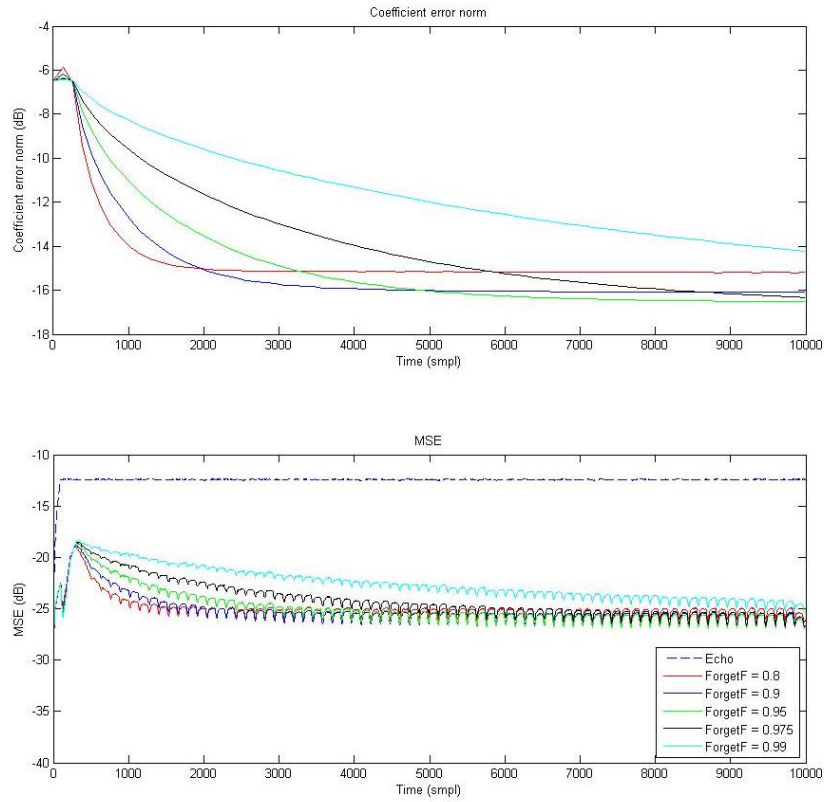 Coefficient error norm
-4
-6
-8
-10
-12
-14
-16
-18
Coefficient error norm (dB)
0 1000 2000 3000 4000 5000 6000 7000 8000 9000 10000
Time (smpl)
MSE
-10
-15
-20
-25
-30
-35
-40
MSE (dB)
Echo
ForgetF = 0.8
ForgetF = 0.9
ForgetF = 0.95
ForgetF = 0.975
ForgetF = 0.99
0 1000 2000 3000 4000 5000 6000 7000 8000 9000 10000
Time (smpl)